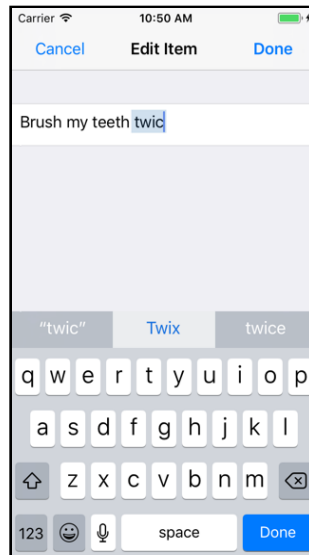 Carrier 10:50 AM
Cancel Edit Item Done
Brush my teeth twic
"twic" Twix twice
q w e r t y u i o p
a s d f g h j k l
z x c v b n m
123 space Done